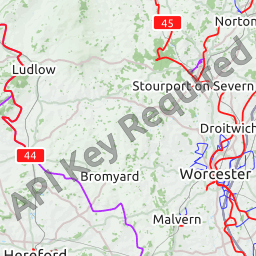 45
Norton
Ludlow
Stourport on Severn
API Key Required
Droitwich
44
Bromyard
Worcester
Malvern
Hereford